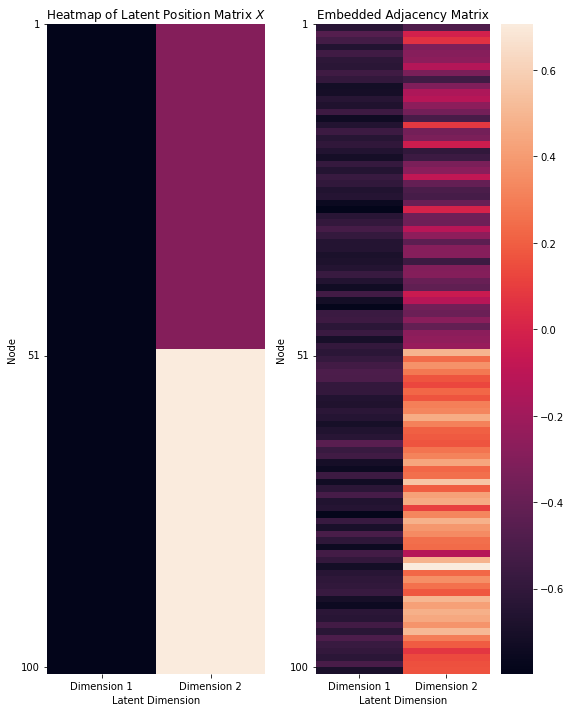 Heatmap of Latent Position Matrix X
Embedded Adjacency Matrix
1
51
100
Node
Dimension 1
Dimension 2
Latent Dimension
1
51
100
Node
Dimension 1
Dimension 2
Latent Dimension
0.6
0.4
0.2
0.0
−0.2
−0.4
−0.6